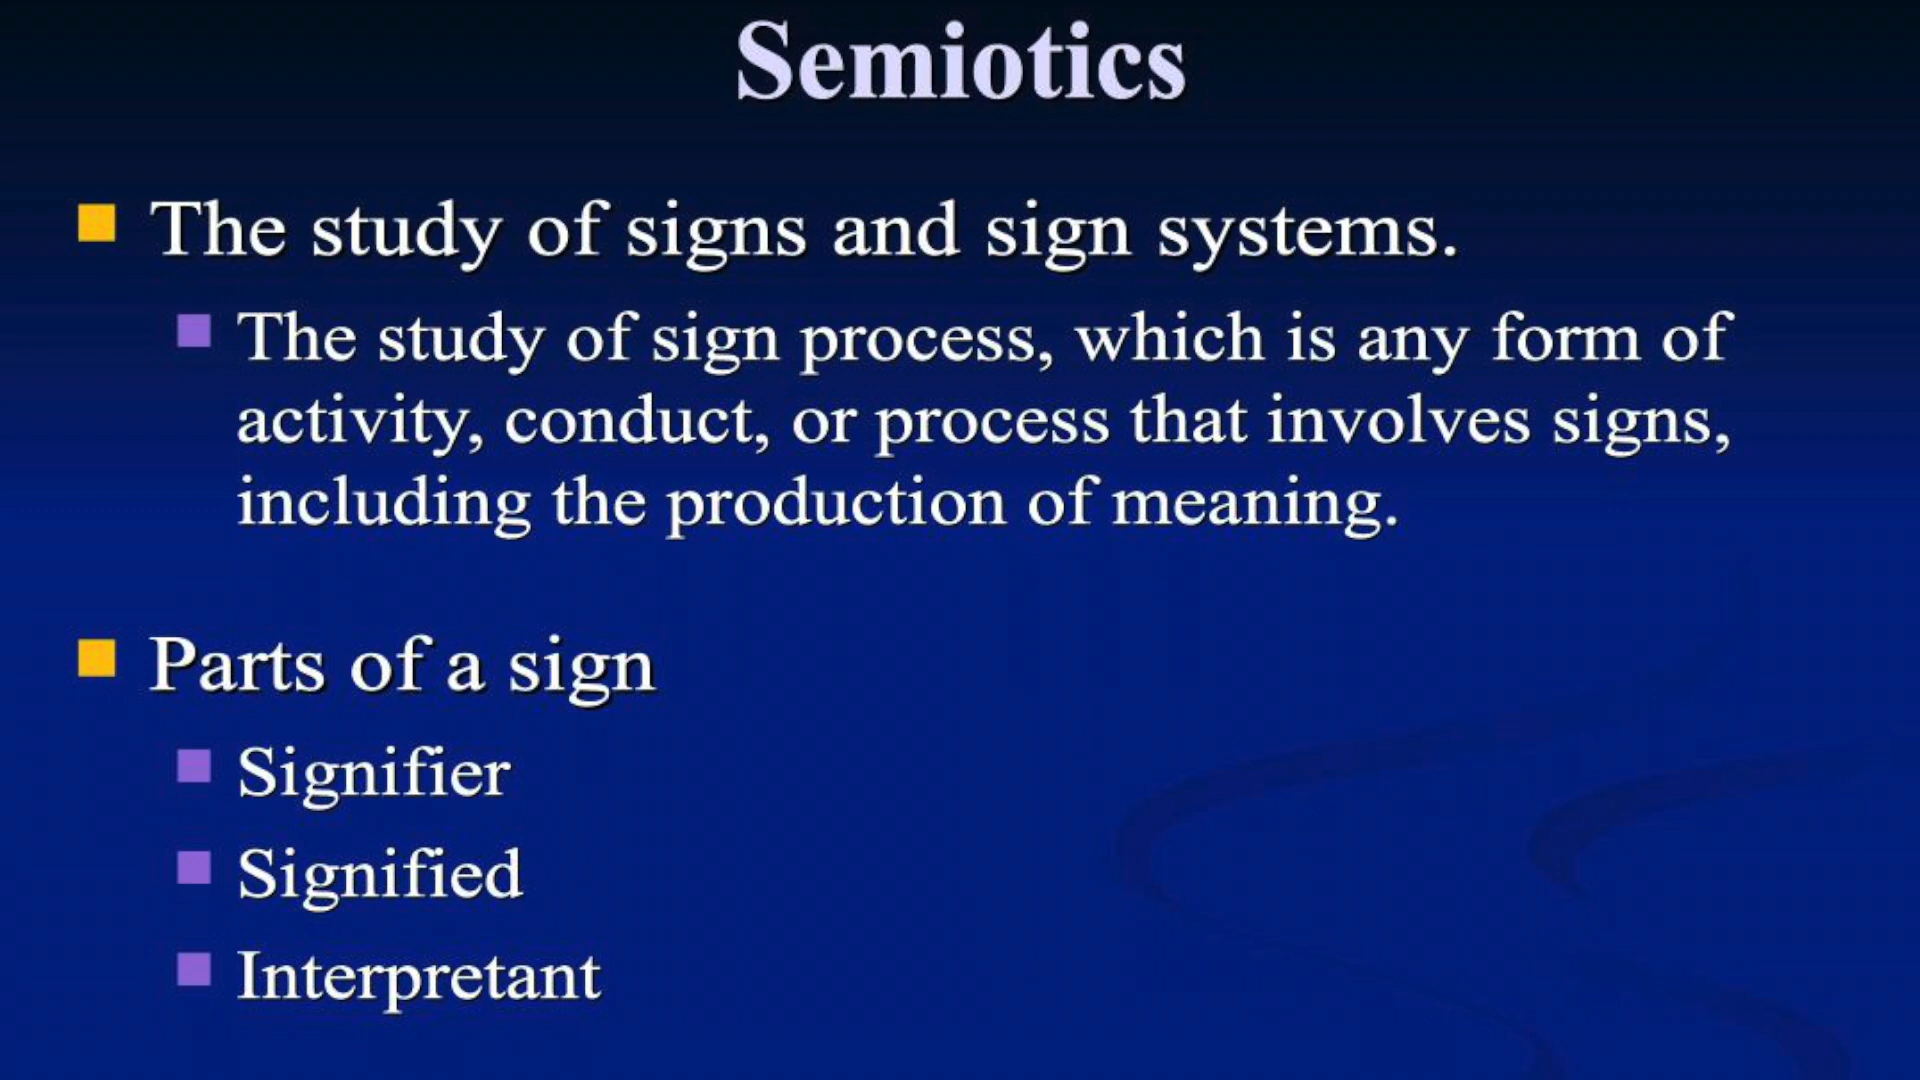 Semiotics
The study of signs and sign systems.
The study of sign process, which is any form of
activity, conduct, or process that involves signs,
including the production of meaning.
Parts of a sign
Signifier
Signified
Interpretant